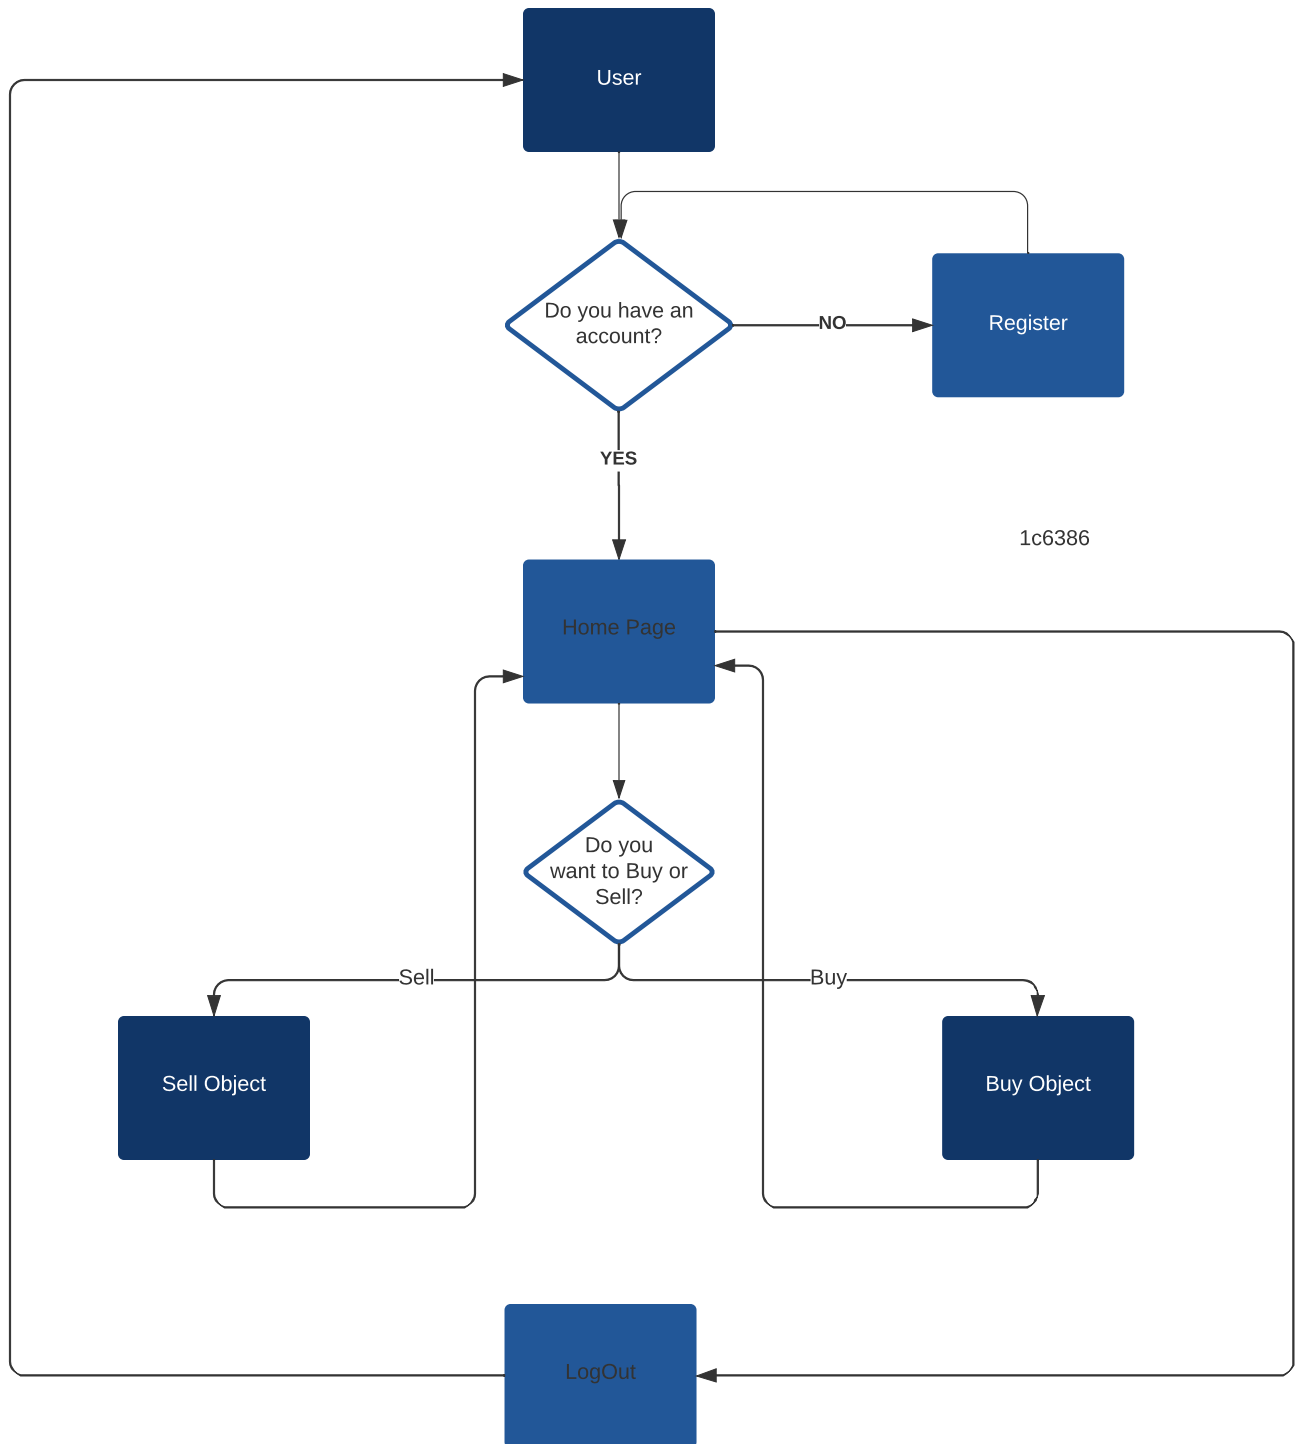 User
Do you have an
account?
NO
Register
YES
1c6386
Home Page
Do you
want to Buy or
Sell?
Sell
Buy
Sell Object
Buy Object
LogOut